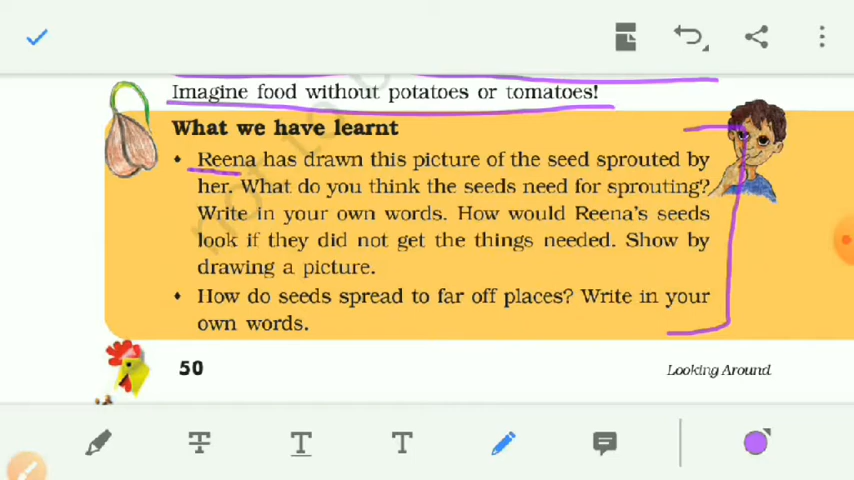 Imagine food without potatoes or tomatoes!
What we have learnt
• Reena has drawn this picture of the seed sprouted by
her. What do you think the seeds need for sprouting?
Write in your own words. How would Reena's seeds
look if they did not get the things needed. Show by
drawing a picture.
• How do seeds spread to far off places? Write in your
own words.
50
Looking Around
T
T
T